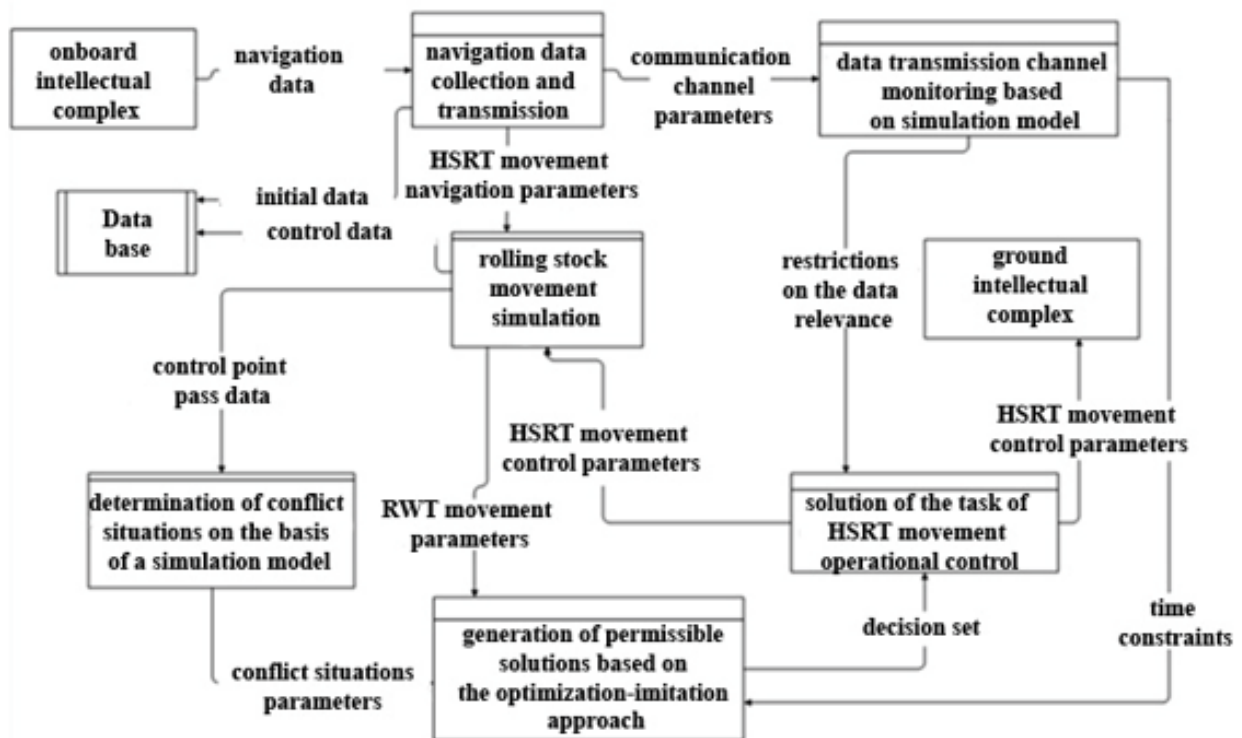 onboard
intellectual
complex
navigation
data
navigation data
collection and
transmission
communication
channel
parameters
data transmission channel
monitoring based
on simulation model
HSRT movement
navigation parameters
initial data
control data
Data
base
rolling stock
movement
simulation
restrictions
on the data
relevance
ground
intellectual
complex
control point
pass data
HSRT movement
control parameters
HSRT movement
control parameters
determination of conflict
situations on the basis
of a simulation model
RWT movement
parameters
solution of the task of
HSRT movement
operational control
decision set
time
constraints
conflict situations
parameters
generation of permissible
solutions based on
the optimization-imitation
approach